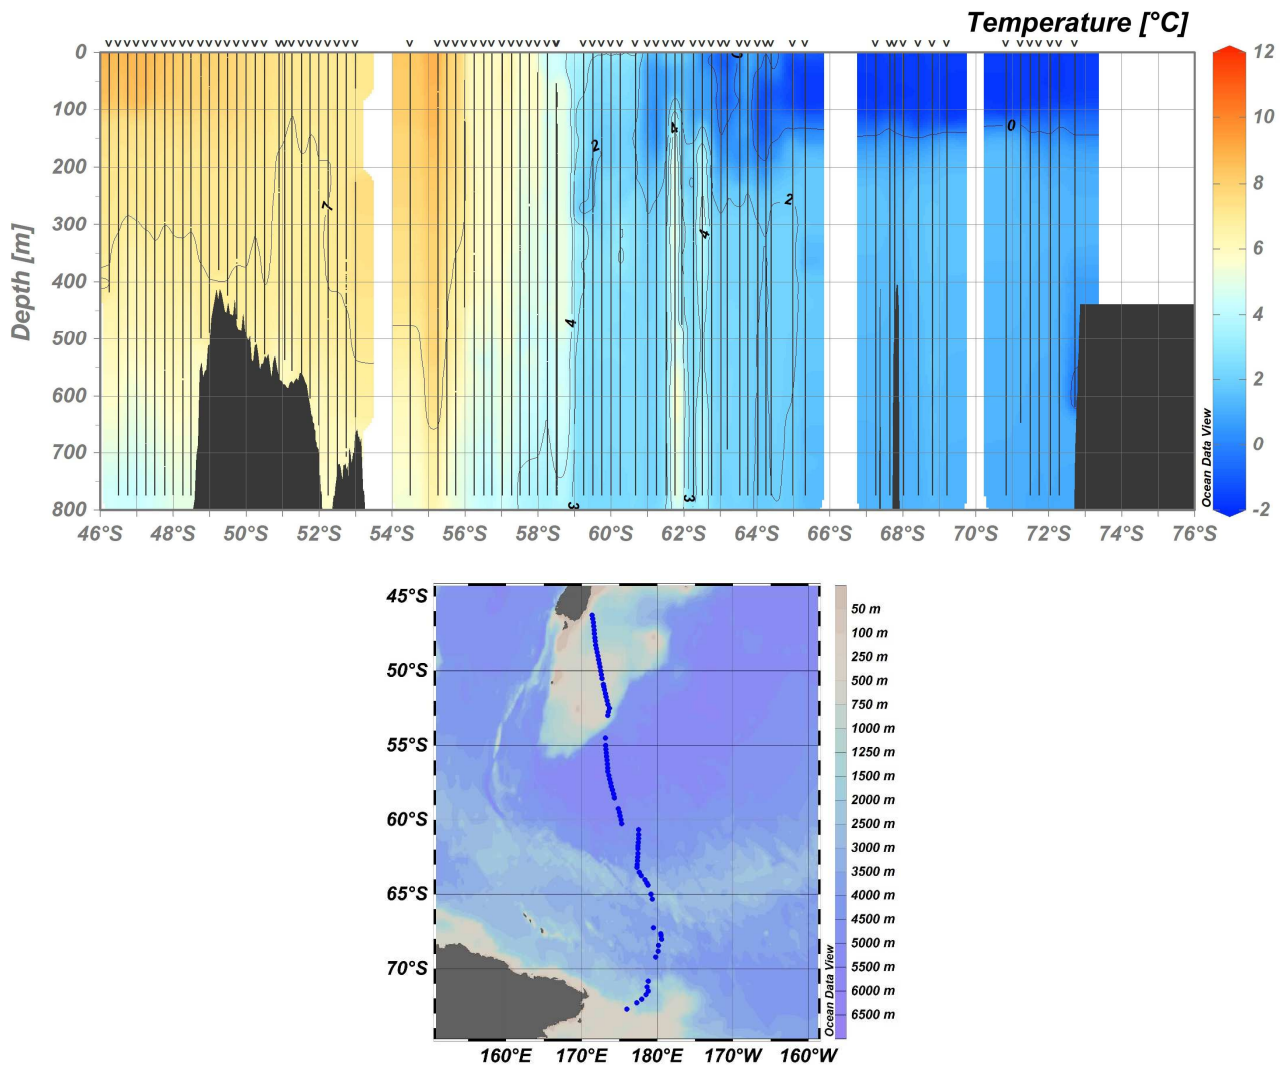 Temperature [°C]
0
100
200
300
400
500
600
700
800
Depth [m]
46°S 48°S 50°S 52°S 54°S 56°S 58°S 60°S 62°S 64°S 66°S 68°S 70°S 72°S 74°S 76°S
7
2
4
3
4
4
3
0
2
0
12
10
8
6
4
2
0
-2
Ocean Data View
45°S
50°S
55°S
60°S
65°S
70°S
160°E 170°E 180°E 170°W 160°W
50 m
100 m
250 m
500 m
750 m
1000 m
1250 m
1500 m
2000 m
2500 m
3000 m
3500 m
4000 m
4500 m
5000 m
5500 m
6000 m
6500 m
Ocean Data View